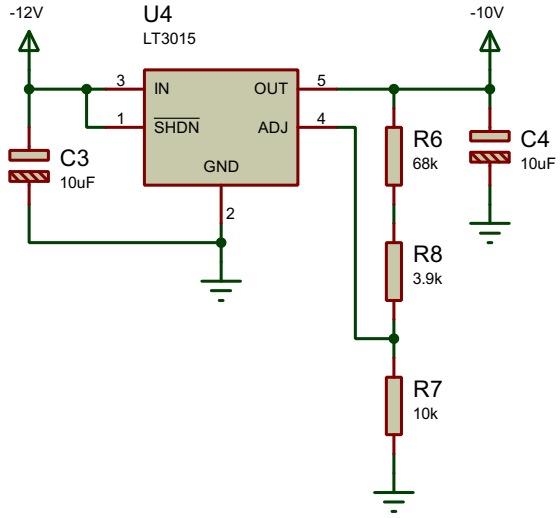 -12V
U4
LT3015
-10V
3
IN
OUT
5
1
SHDN
ADJ
4
GND
2
C3
10uF
R6
68k
C4
10uF
R8
3.9k
R7
10k